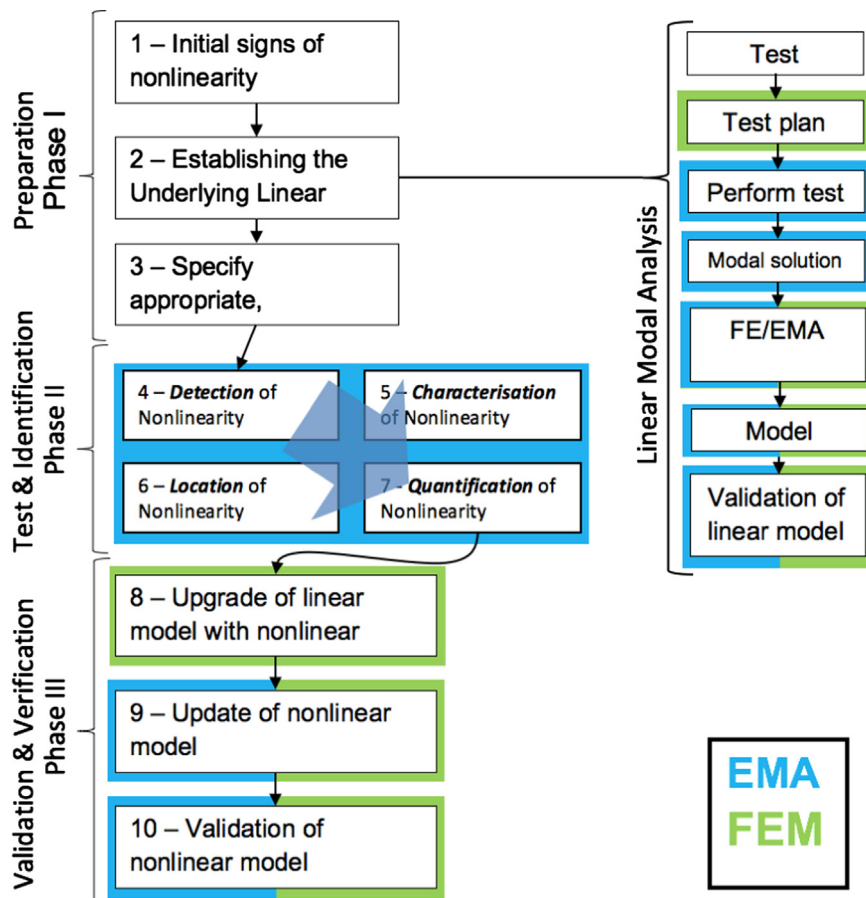 Preparation
Phase I
1 – Initial signs of
nonlinearity
2 – Establishing the
Underlying Linear
3 – Specify
appropriate,
Test & Identification
Phase II
4 – Detection of
Nonlinearity
5 – Characterisation
of Nonlinearity
6 – Location of
Nonlinearity
7 - Quantification of
Nonlinearity
Validation & Verification
Phase III
8 – Upgrade of linear
model with nonlinear
9 – Update of nonlinear
model
10 – Validation of
nonlinear model
Linear Modal Analysis
Test
Test plan
Perform test
Modal solution
FE/EMA
Model
Validation of
linear model
EMA
FEM